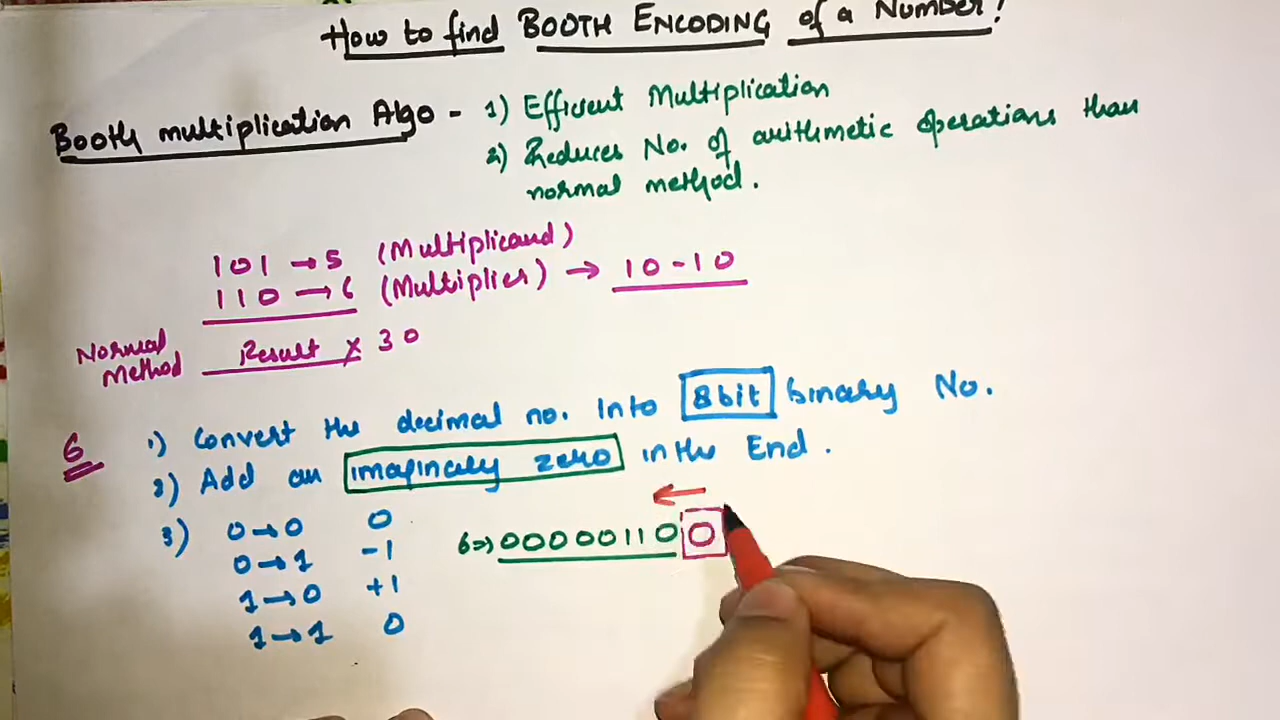 How to find BOOTH ENCODING of a Number!
Booth multiplication Algo - 1) Efficient Multiplication
2) Reduces No. of arithmetic operations than
normal method.
101 → 5 (Multiplicand)
110 → 6 (Multiplier) → 10-10
Normal Method Result x 30
6 1) Convert the decimal no. Into 8bit binary No.
2) Add an imaginary zero in the End.
3) 0→0 0
0→1 -1
1→0 +1
1→1 0
6⇒ 00000110 0